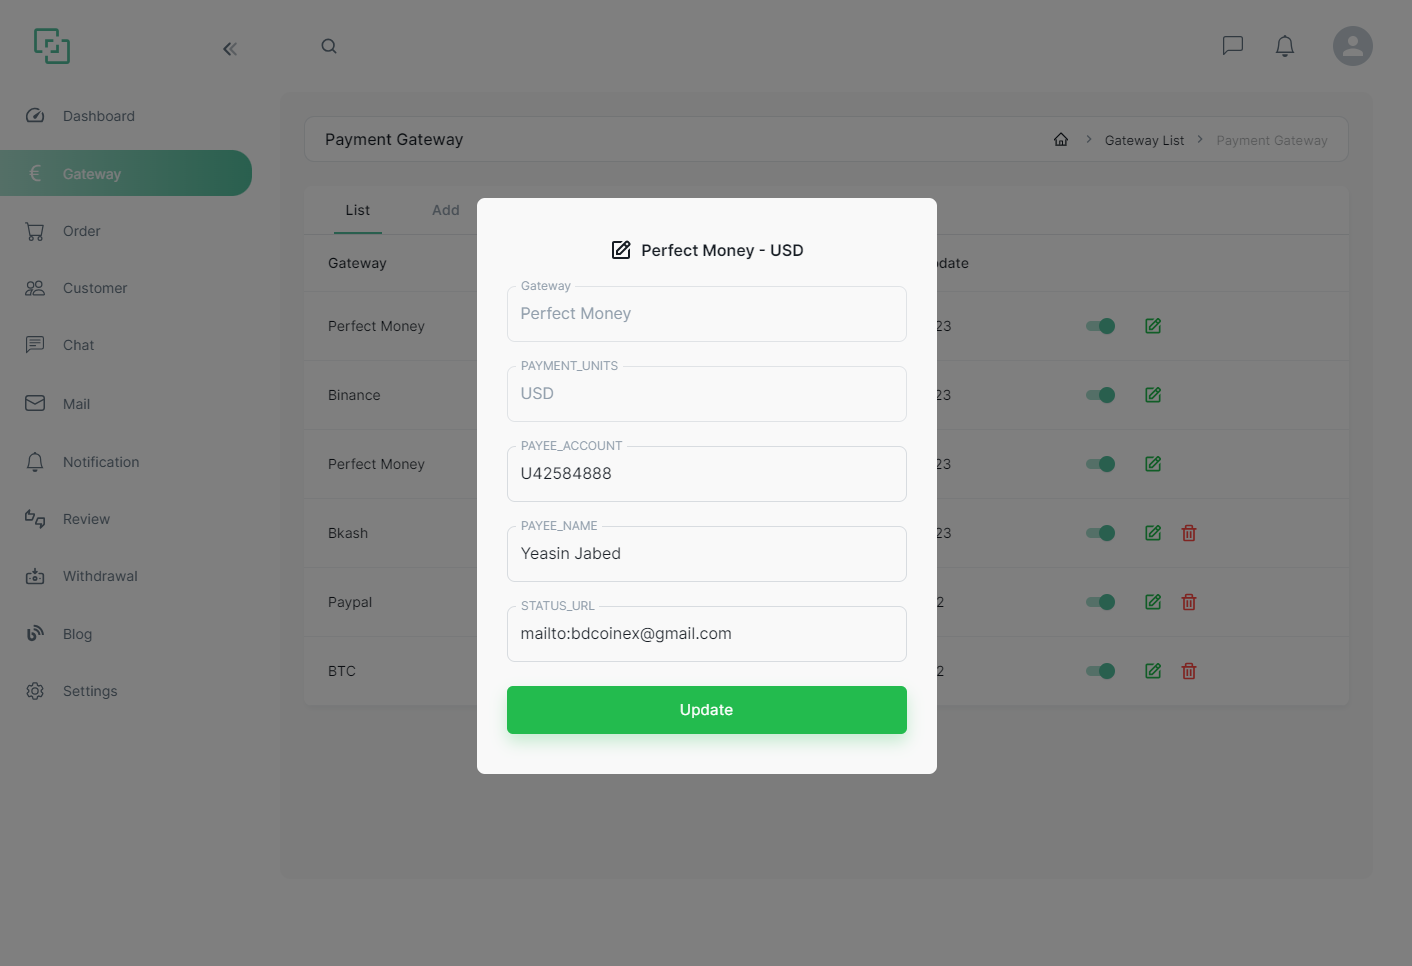 Dashboard
Gateway
Order
Customer
Chat
Mail
Notification
Review
Withdrawal
Blog
Settings
Payment Gateway
Gateway List
Payment Gateway
List
Add
Gateway
Perfect Money
23
Binance
23
Perfect Money
23
Bkash
23
Paypal
2
BTC
2
Perfect Money - USD
Gateway
Perfect Money
PAYMENT_UNITS
USD
PAYEE_ACCOUNT
U42584888
PAYEE_NAME
Yeasin Jabed
STATUS_URL
mailto:bdcoinex@gmail.com
Update